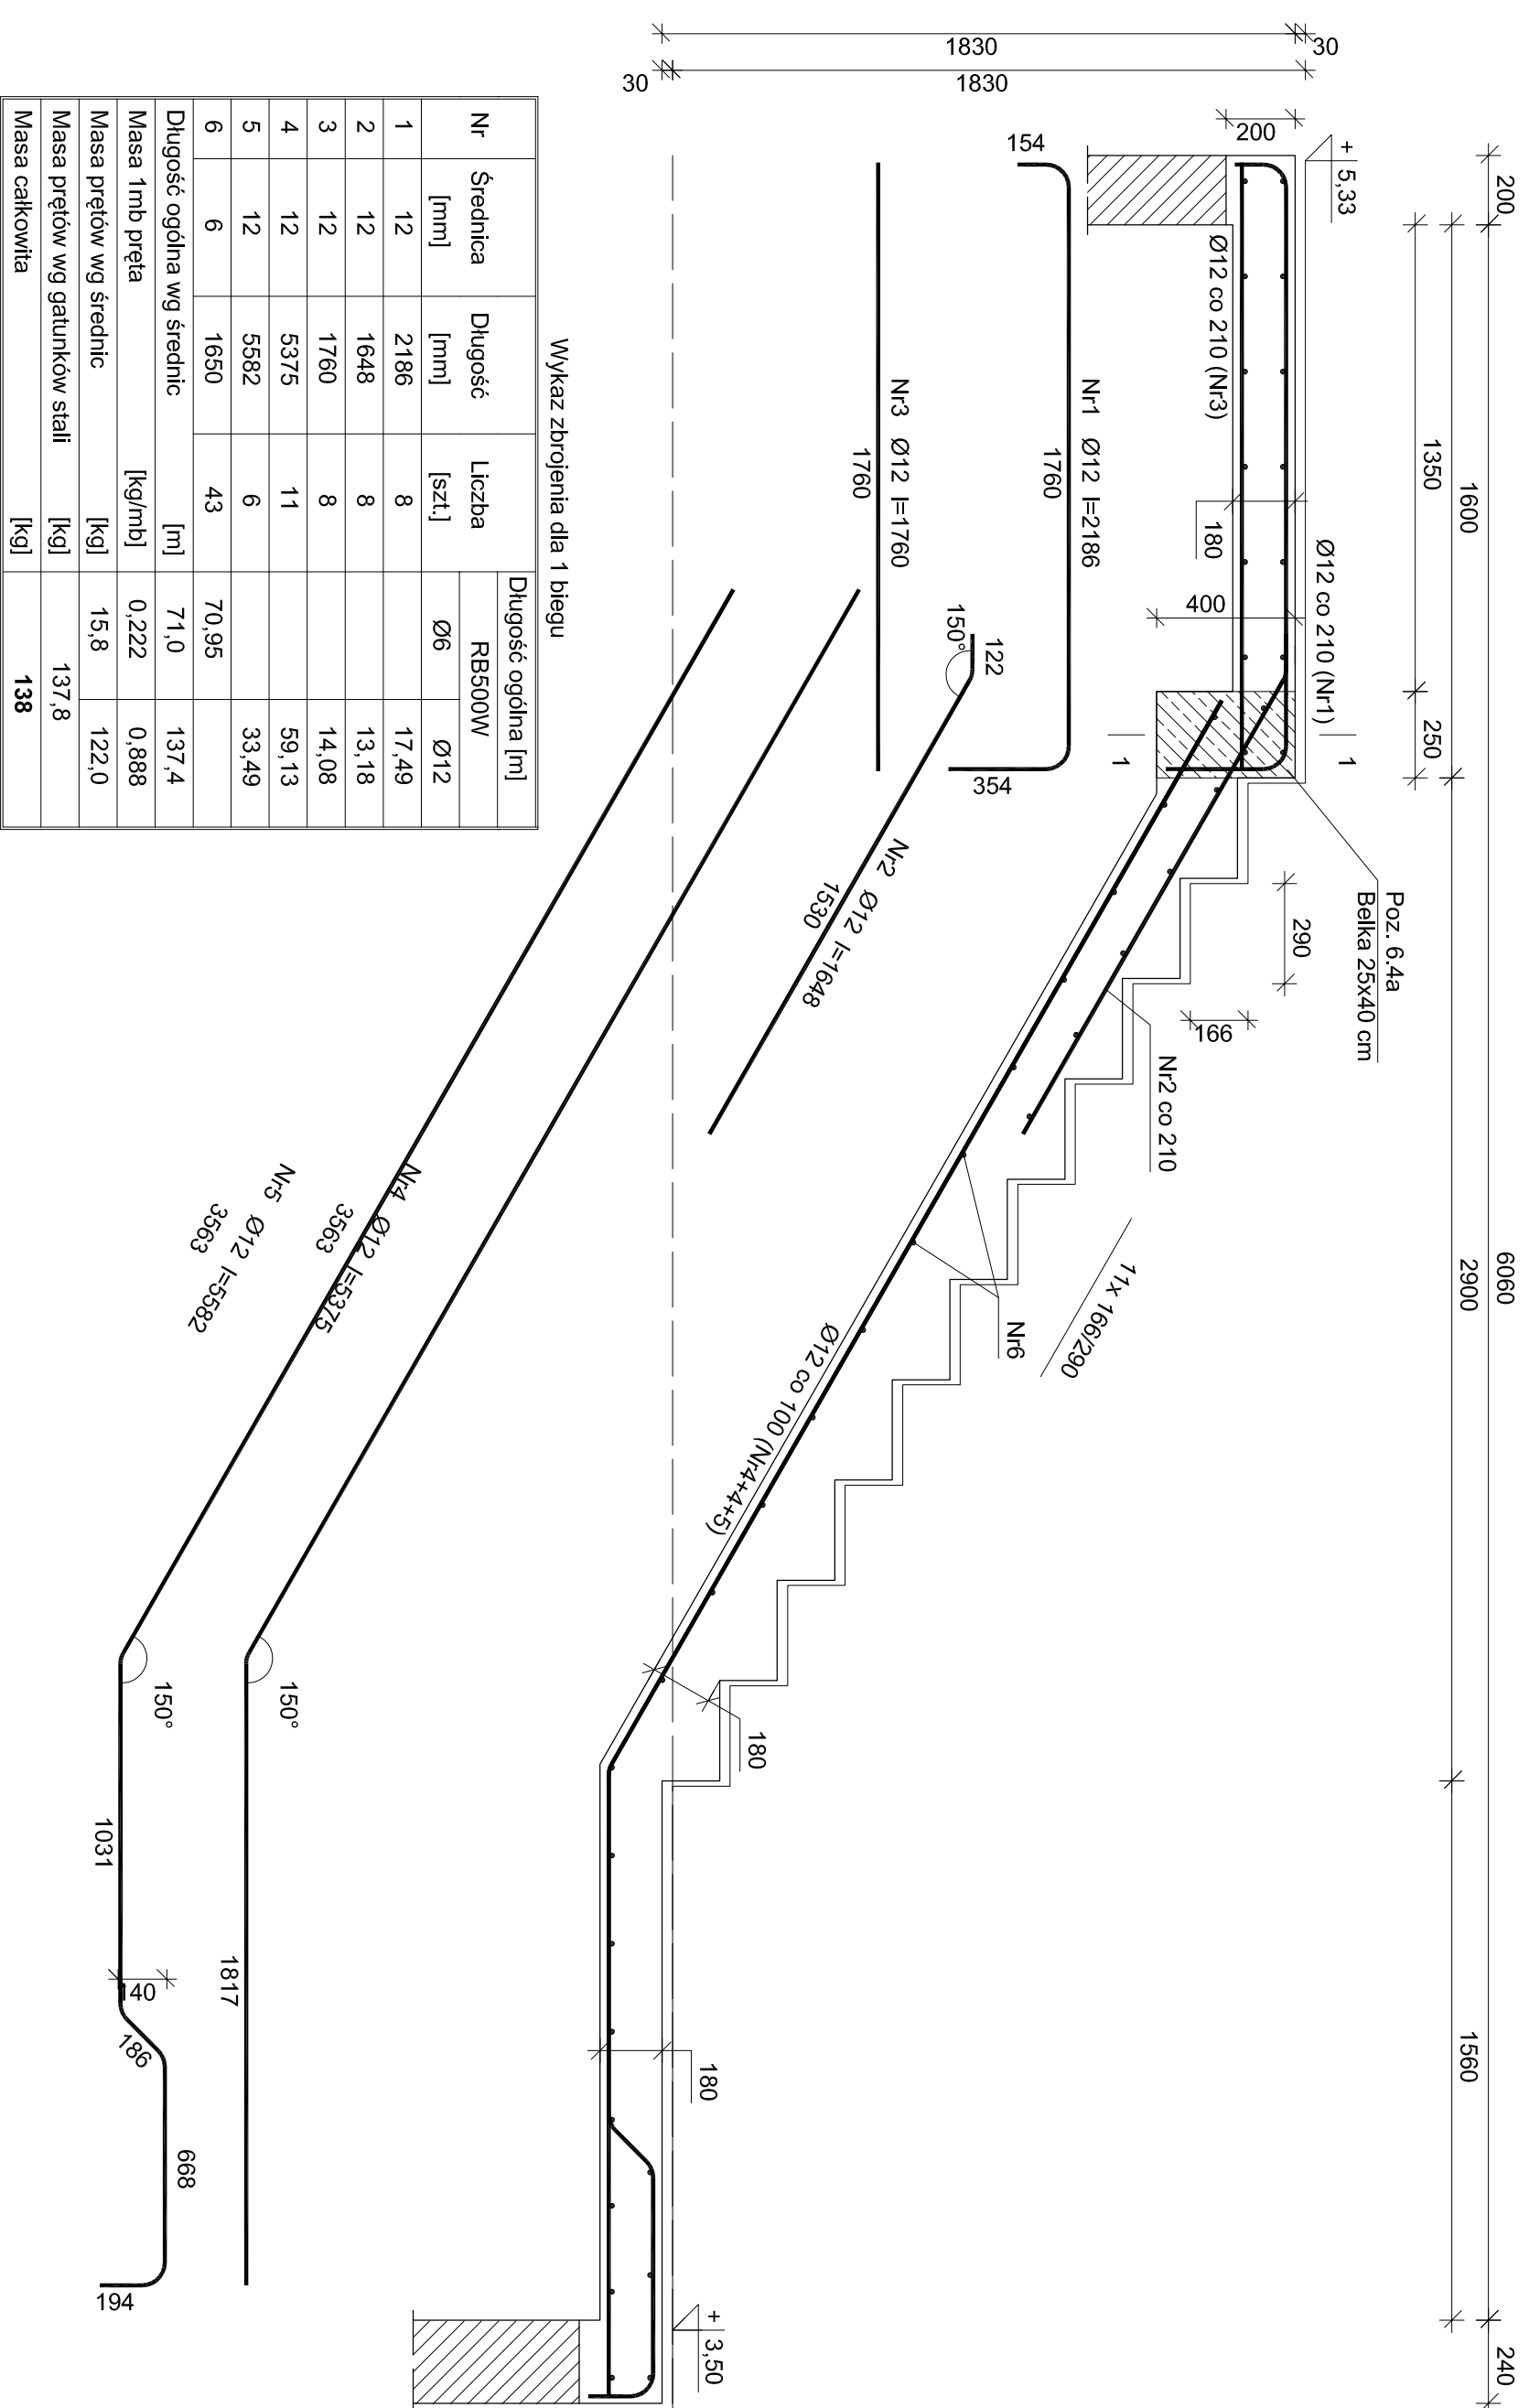 200
6060
240
1600
2900
1560
1350
250
+ 5,33
Ø12 co 210 (Nr1)
Ø12 co 210 (Nr3)
180
400
1
1
Poz. 6.4a
Belka 25x40 cm
290
166
Nr2 co 210
11x 166/290
Nr6
Ø12 co 100 (Nr4+4+5)
180
180
+ 3,50
30
1830
1830
30
200
154
Nr1 Ø12 l=2186
1760
354
Nr3 Ø12 l=1760
1760
122
150°
Nr2 Ø12 l=1648
1530
Nr4 Ø12 l=5375
3563
150°
1817
Nr5 Ø12 l=5582
3563
150°
1031
140
186
668
194
Wykaz zbrojenia dla 1 biegu
Nr Średnica Długość Liczba Długość ogólna [m]
RB500W
[mm] [mm] [szt.] Ø6 Ø12
1 12 2186 8 17,49
2 12 1648 8 13,18
3 12 1760 8 14,08
4 12 5375 11 59,13
5 12 5582 6 33,49
6 6 1650 43 70,95
Długość ogólna wg średnic [m] 71,0 137,4
Masa 1mb pręta [kg/mb] 0,222 0,888
Masa prętów wg średnic [kg] 15,8 122,0
Masa prętów wg gatunków stali [kg] 137,8
Masa całkowita [kg] 138